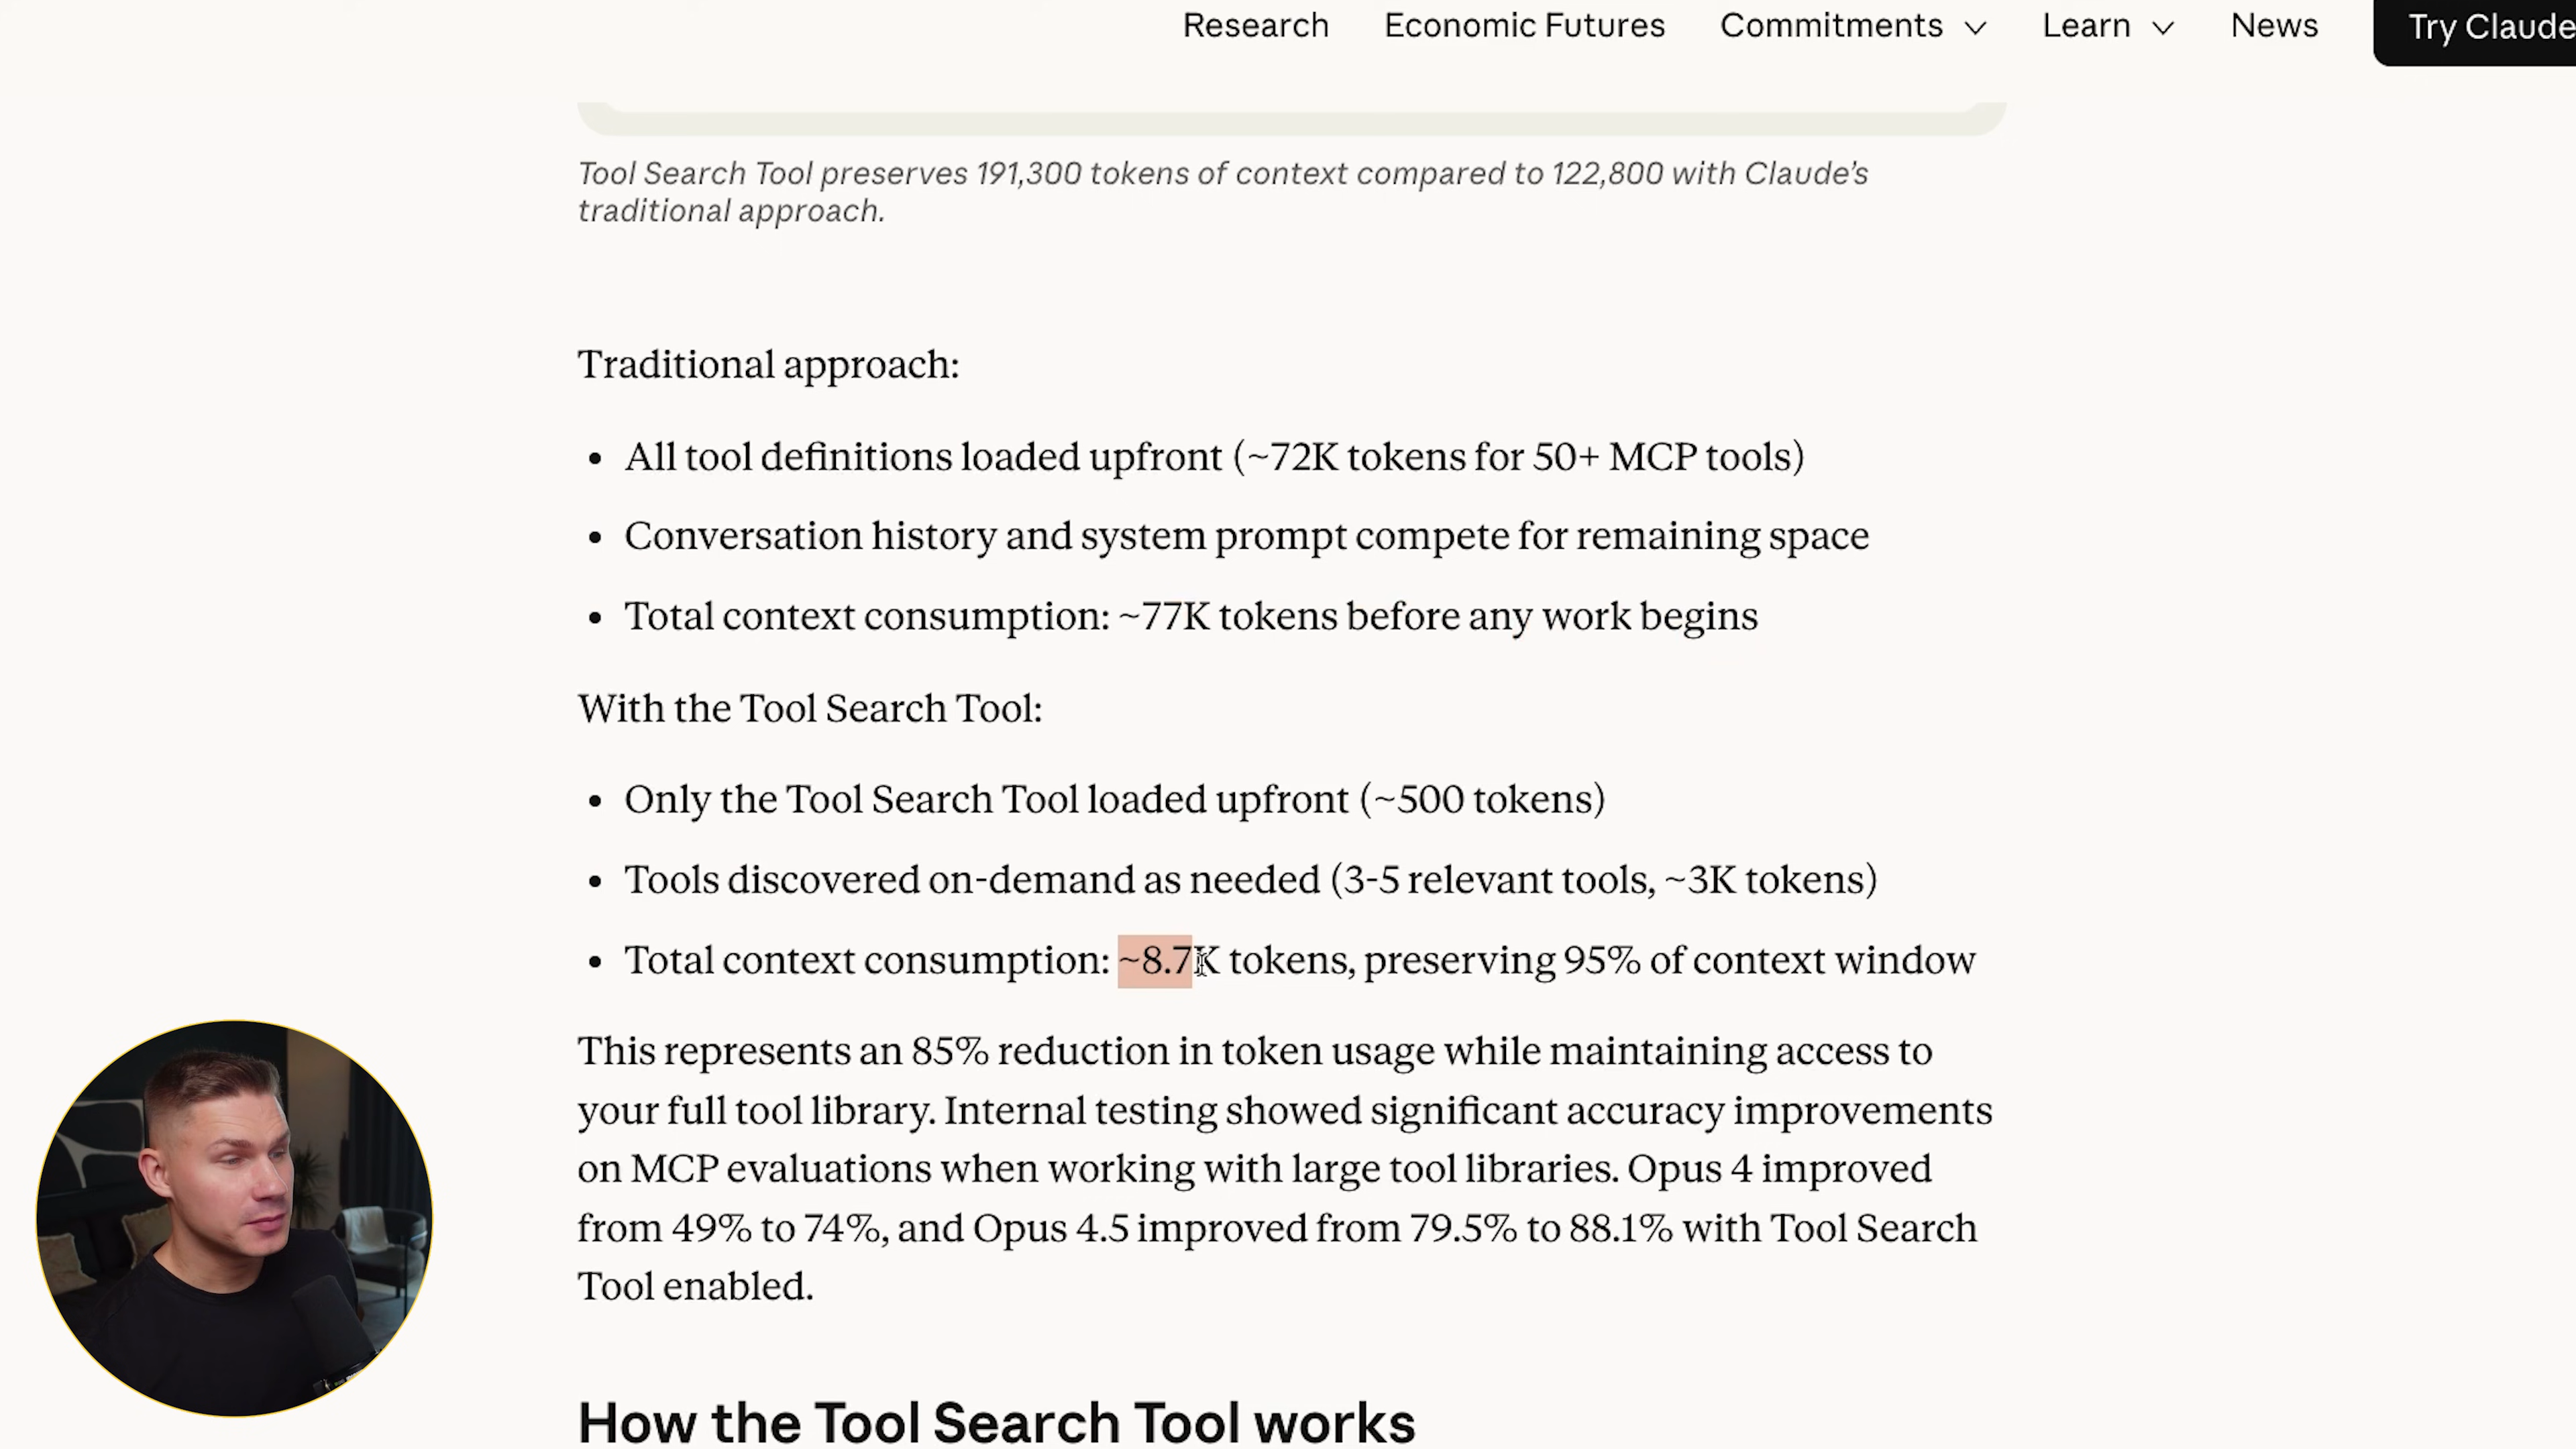 Research Economic Futures Commitments Learn News Try Claude
Tool Search Tool preserves 191,300 tokens of context compared to 122,800 with Claude's
traditional approach.
Traditional approach:
• All tool definitions loaded upfront (~72K tokens for 50+ MCP tools)
• Conversation history and system prompt compete for remaining space
• Total context consumption: ~77K tokens before any work begins
With the Tool Search Tool:
• Only the Tool Search Tool loaded upfront (~500 tokens)
• Tools discovered on-demand as needed (3-5 relevant tools, ~3K tokens)
• Total context consumption: ~8.7K tokens, preserving 95% of context window
This represents an 85% reduction in token usage while maintaining access to
your full tool library. Internal testing showed significant accuracy improvements
on MCP evaluations when working with large tool libraries. Opus 4 improved
from 49% to 74%, and Opus 4.5 improved from 79.5% to 88.1% with Tool Search
Tool enabled.
How the Tool Search Tool works